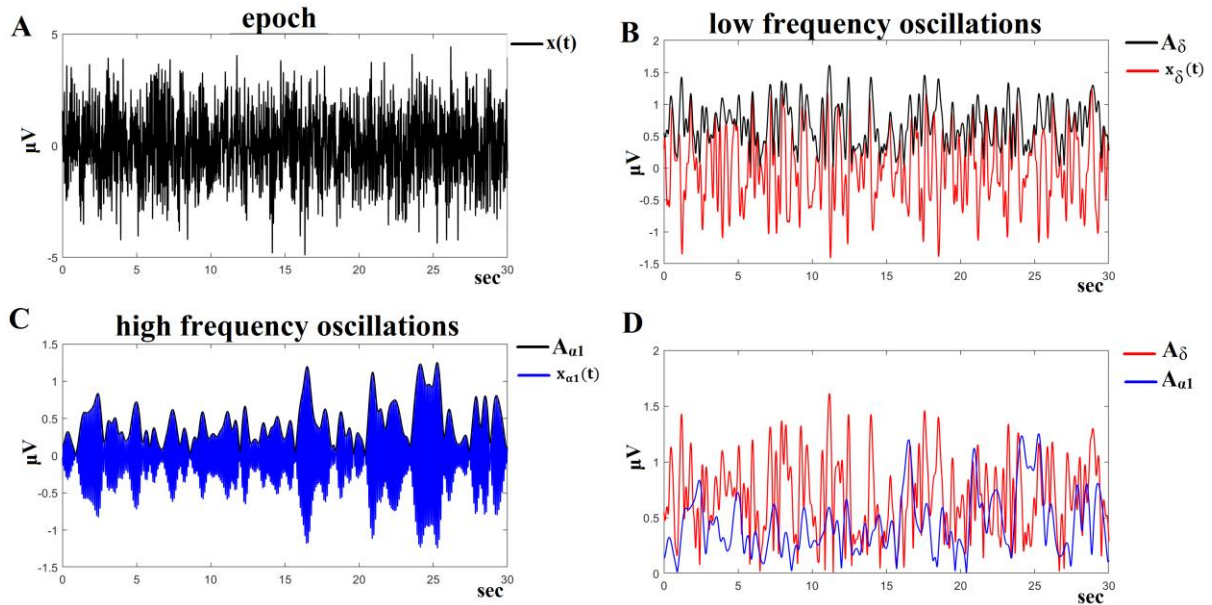 A
epoch
x(t)
5
0
-5
μV
0 5 10 15 20 25 30
sec
B
low frequency oscillations
Aδ
xδ(t)
2
1.5
1
0.5
0
-0.5
-1
-1.5
μV
0 5 10 15 20 25 30
sec
C
high frequency oscillations
Aα1
xα1(t)
1.5
1
0.5
0
-0.5
-1
-1.5
μV
0 5 10 15 20 25 30
sec
D
Aδ
Aα1
2
1.5
1
0.5
0
μV
0 5 10 15 20 25 30
sec